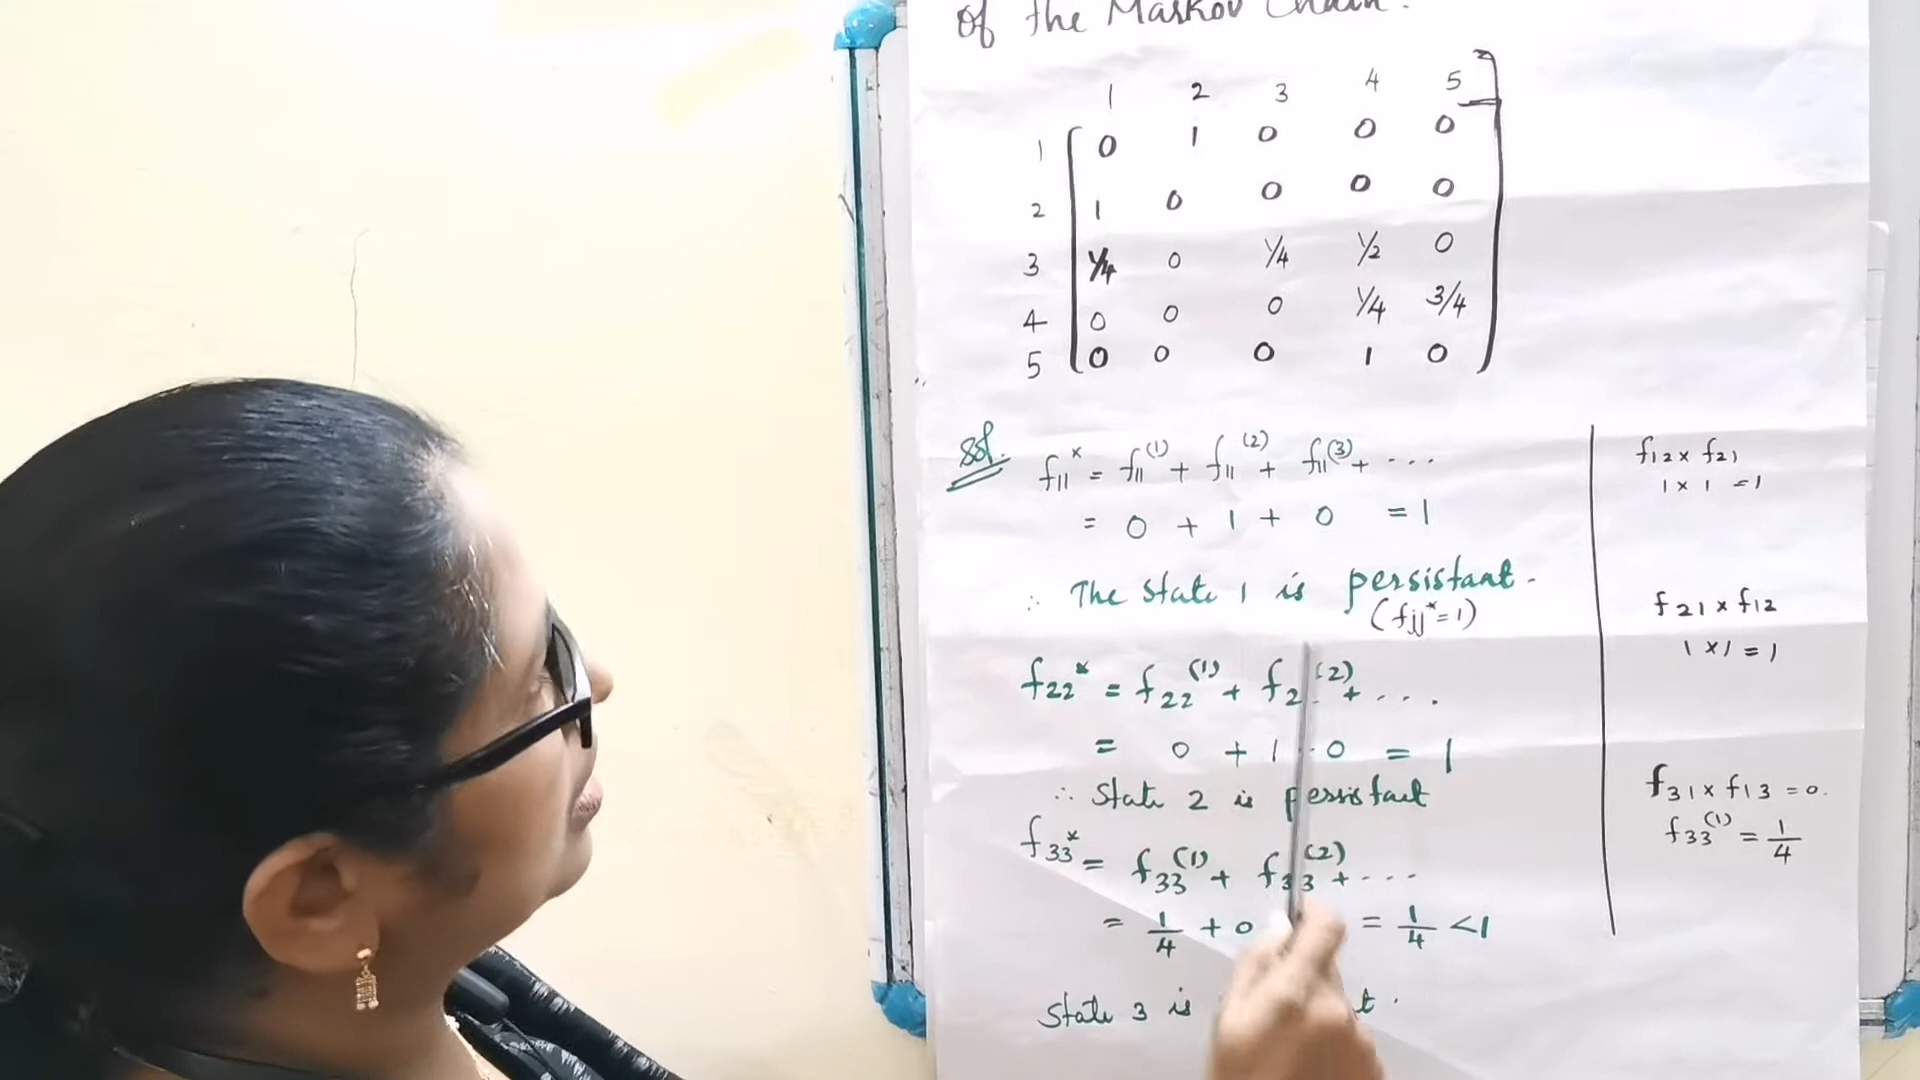 of the Markov Chain.
1 2 3 4 5
1 0 1 0 0 0
2 1 0 0 0 0
3 1/4 0 1/4 1/2 0
4 0 0 0 1/4 3/4
5 0 0 0 1 0
Sol. f11* = f11(1) + f11(2) + f11(3) + ...
= 0 + 1 + 0 = 1
∴ The State 1 is persistant.
(fjj* = 1)
f22* = f22(1) + f2 (2) + ....
= 0 + 1 0 = 1
∴ State 2 is persistant
f33* = f33(1) + f33(2) + ....
= 1/4 + 0 = 1/4 < 1
State 3 is
f12 x f21
1 x 1 = 1
f21 x f12
1 x 1 = 1
f31 x f13 = 0.
f33(1) = 1/4